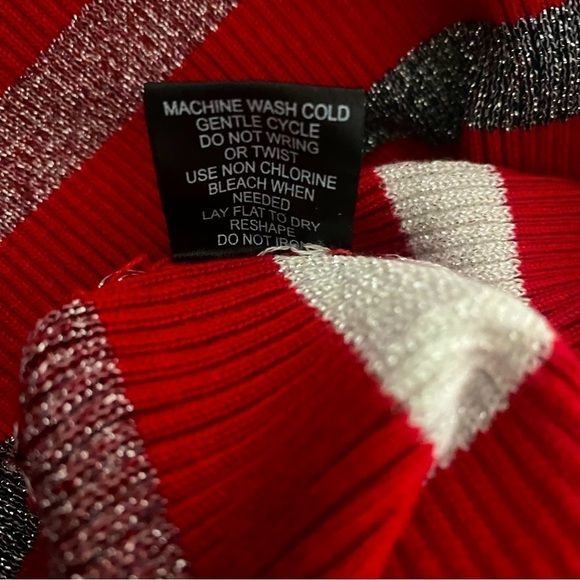 MACHINE WASH COLD
GENTLE CYCLE
DO NOT WRING
OR TWIST
USE NON CHLORINE
BLEACH WHEN
NEEDED
LAY FLAT TO DRY
RESHAPE
DO NOT IRON